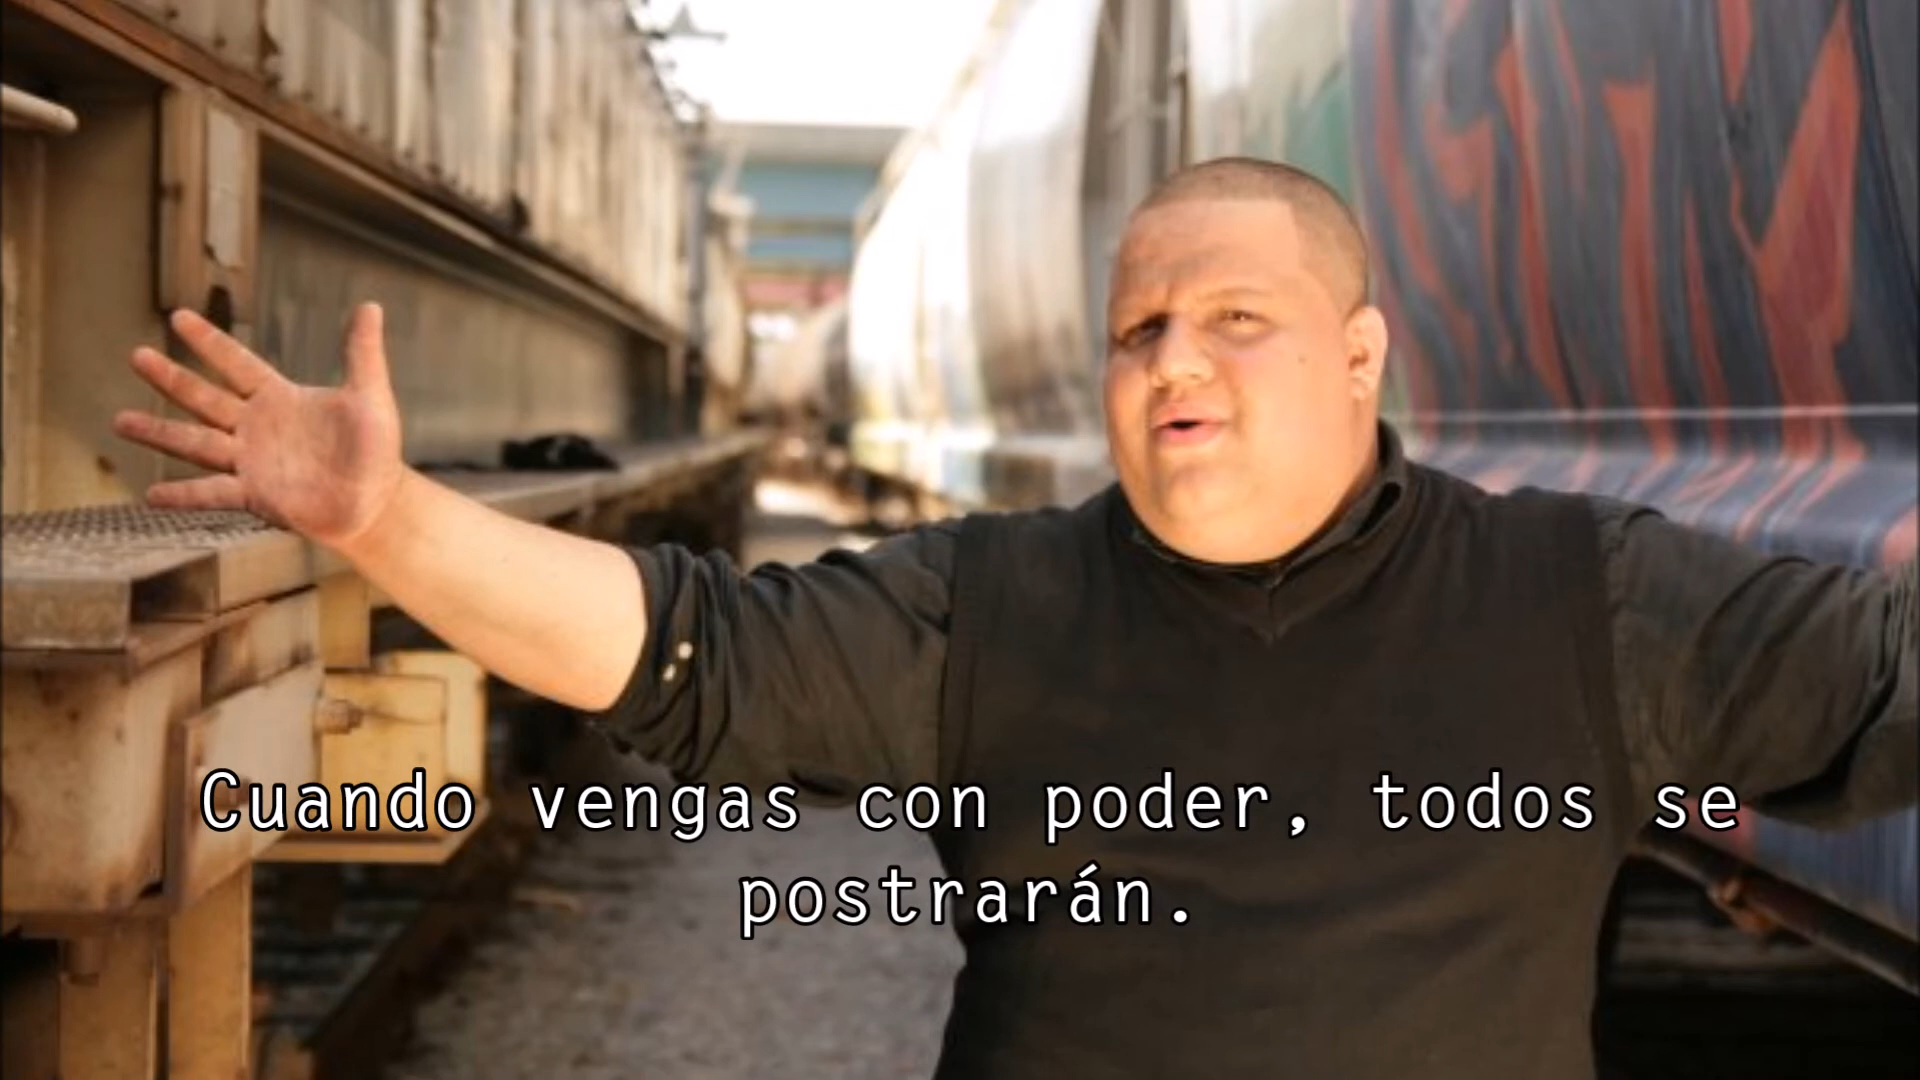 Cuando vengas con poder, todos se
postrarán.